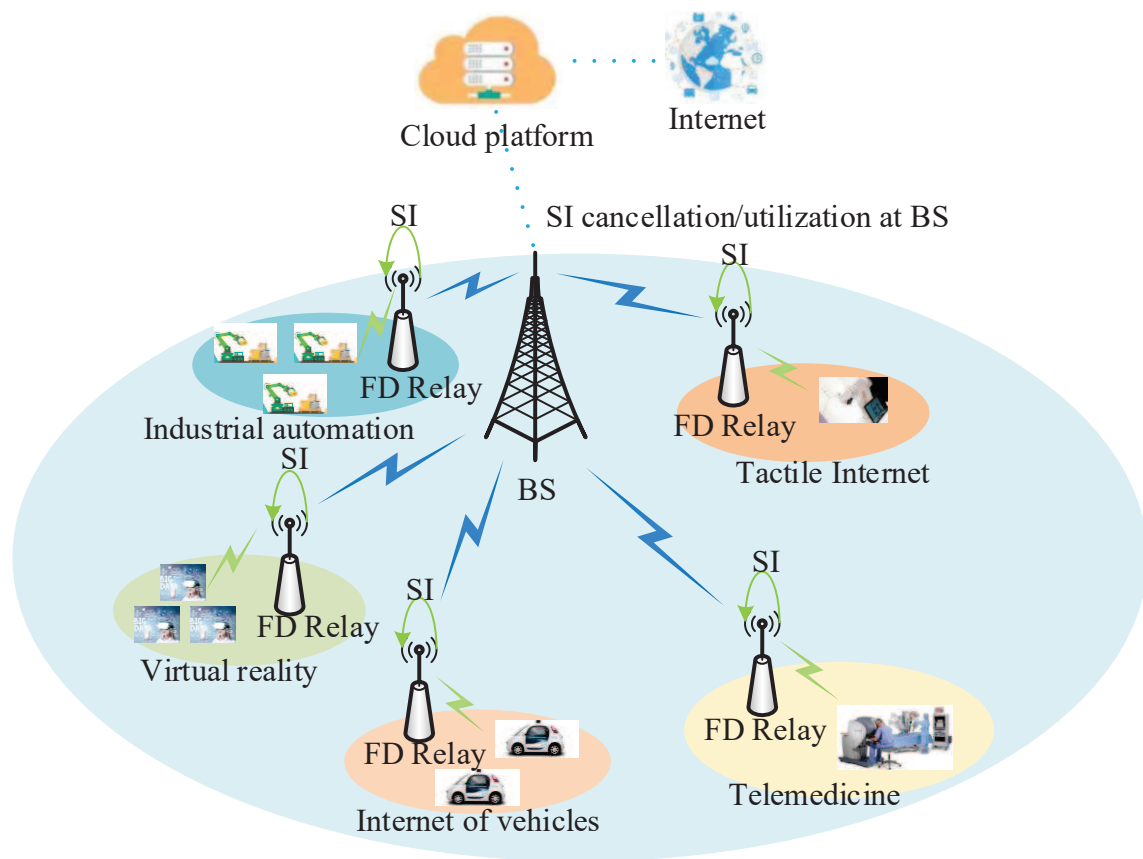 Cloud platform
Internet
SI cancellation/utilization at BS
SI
SI
FD Relay
Industrial automation
FD Relay
Tactile Internet
BS
SI
FD Relay
Virtual reality
SI
FD Relay
Internet of vehicles
SI
FD Relay
Telemedicine